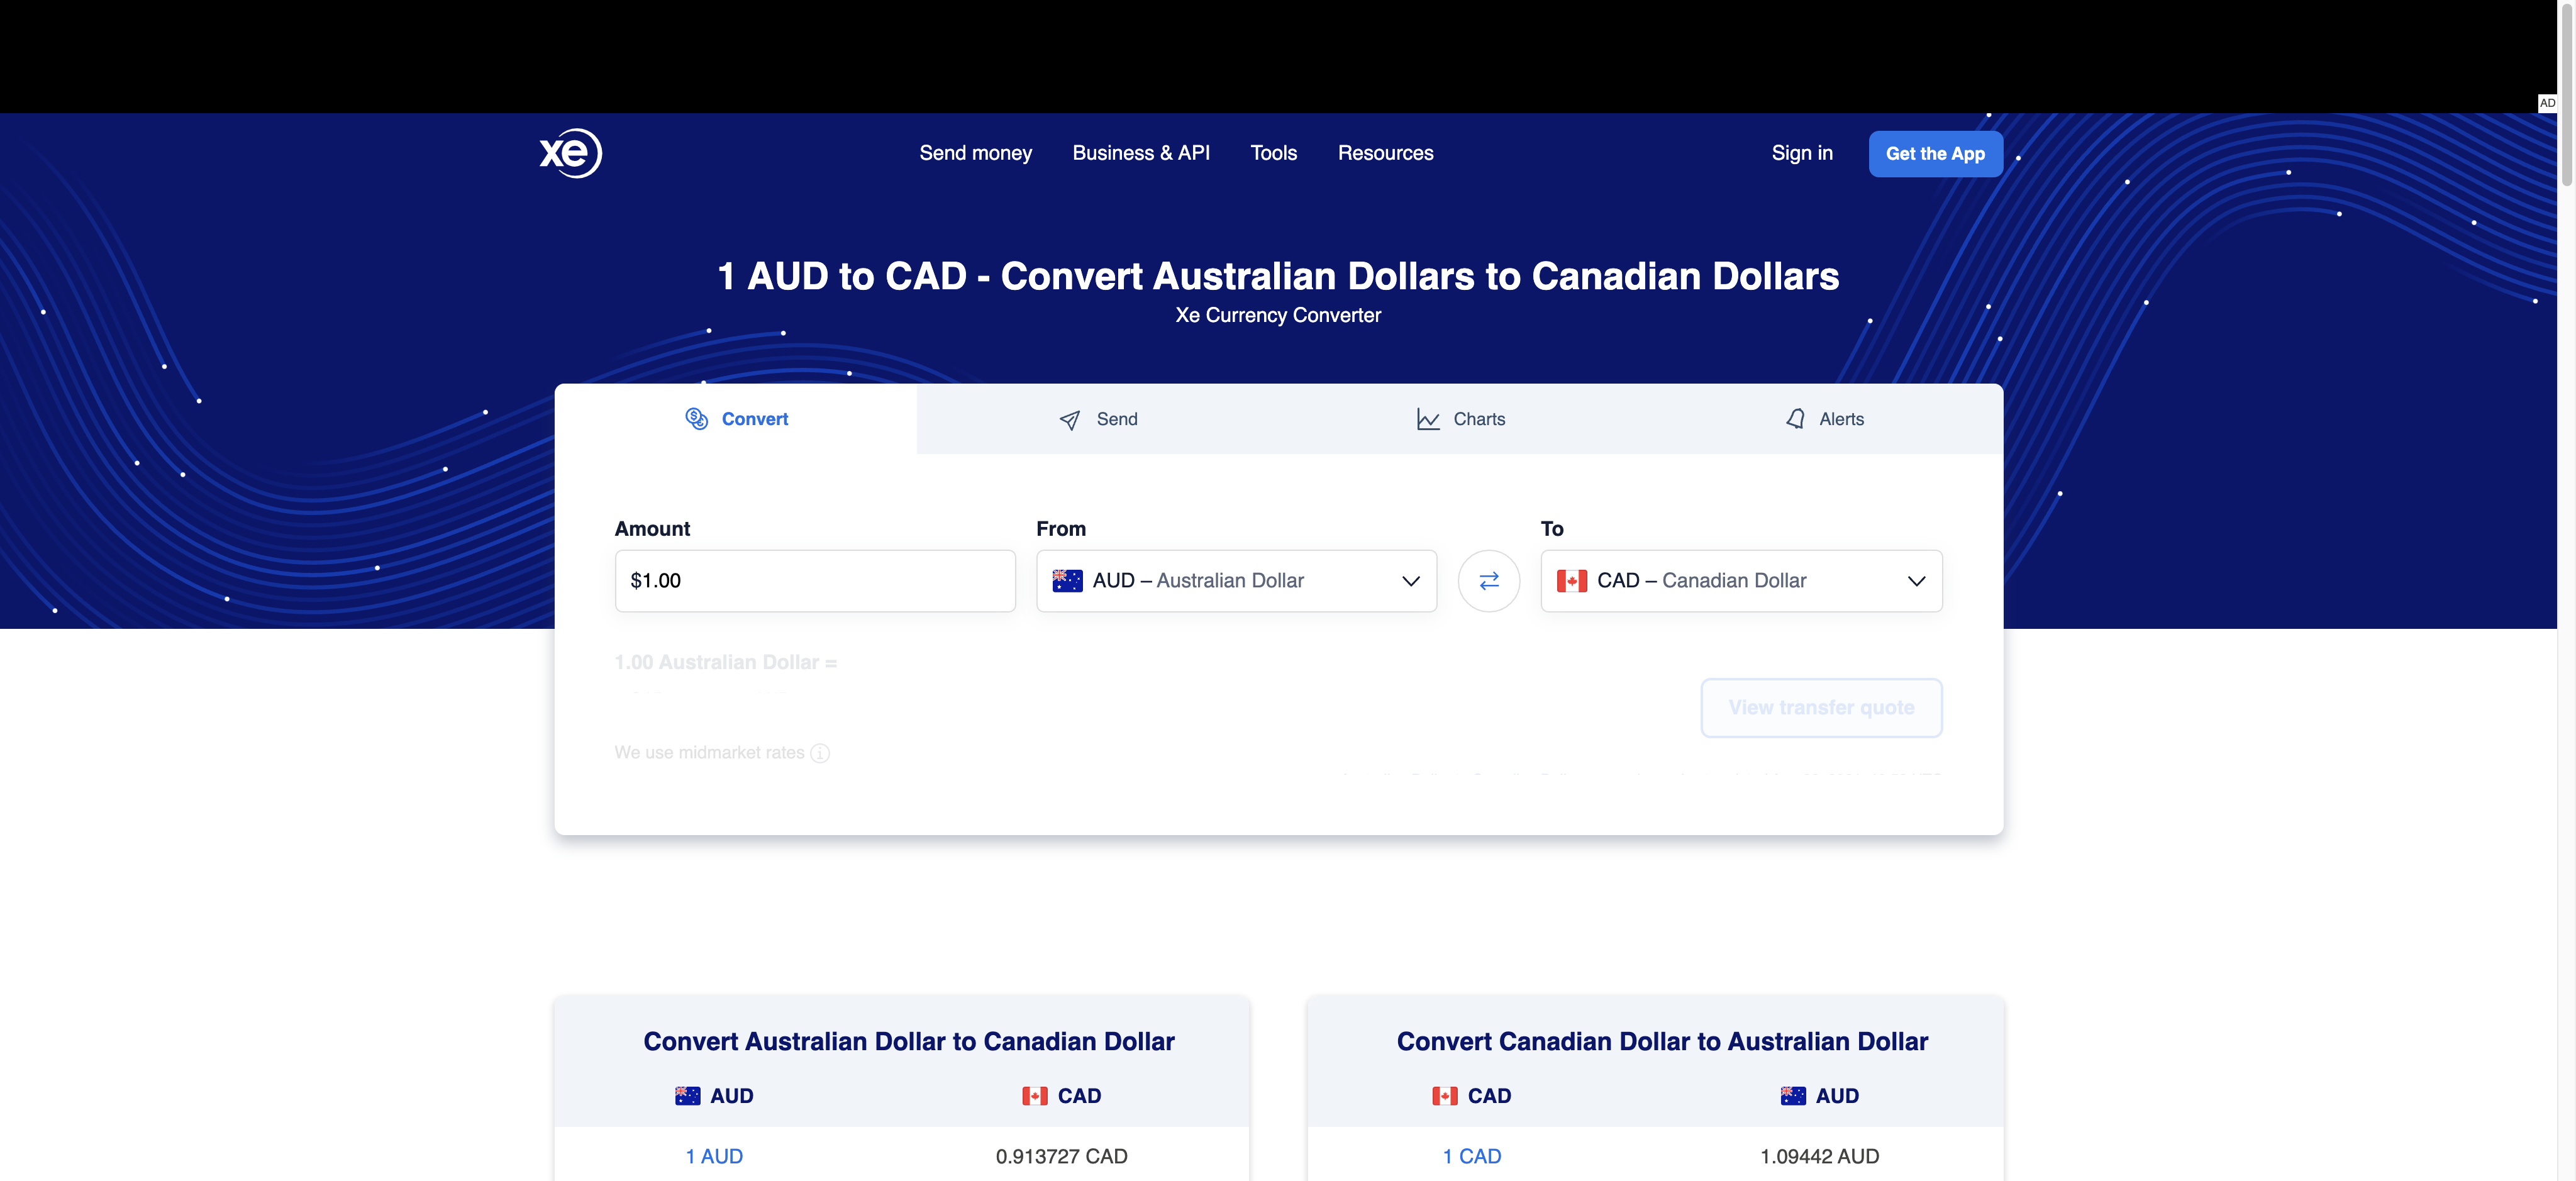 AD
xe
Send money
Business & API
Tools
Resources
Sign in
Get the App
1 AUD to CAD - Convert Australian Dollars to Canadian Dollars
Xe Currency Converter
Convert
Send
Charts
Alerts
Amount
From
To
$1.00
AUD – Australian Dollar
CAD – Canadian Dollar
1.00 Australian Dollar =
View transfer quote
We use midmarket rates
Convert Australian Dollar to Canadian Dollar
AUD
CAD
1 AUD
0.913727 CAD
Convert Canadian Dollar to Australian Dollar
CAD
AUD
1 CAD
1.09442 AUD